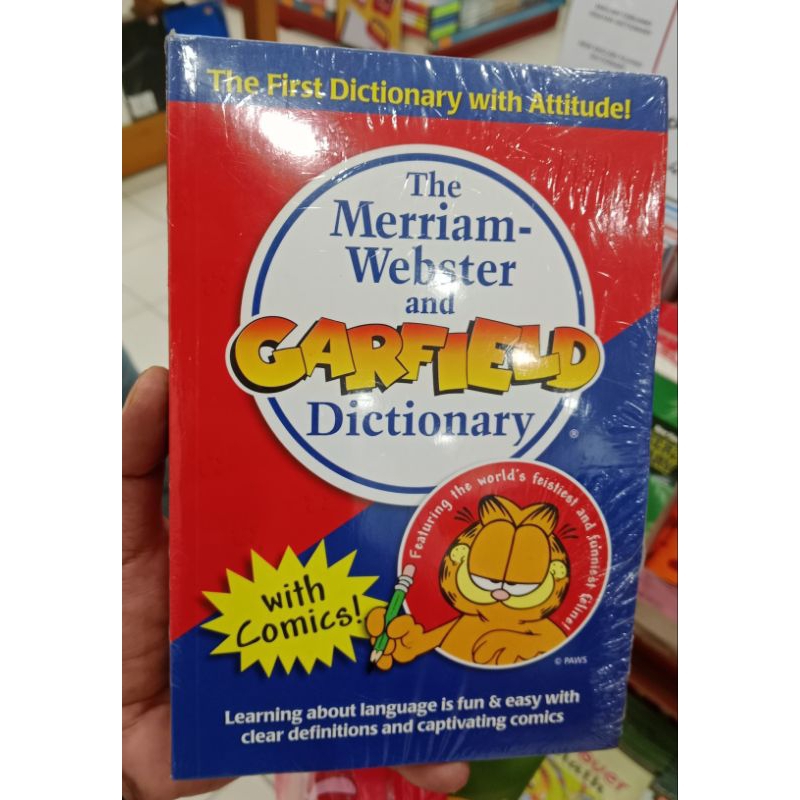 The First Dictionary with Attitude!
The
Merriam-
Webster
and
GARFIELD
Dictionary
®
Featuring the world's feistiest and funniest feline!
with
Comics!
© PAWS
Learning about language is fun & easy with
clear definitions and captivating comics